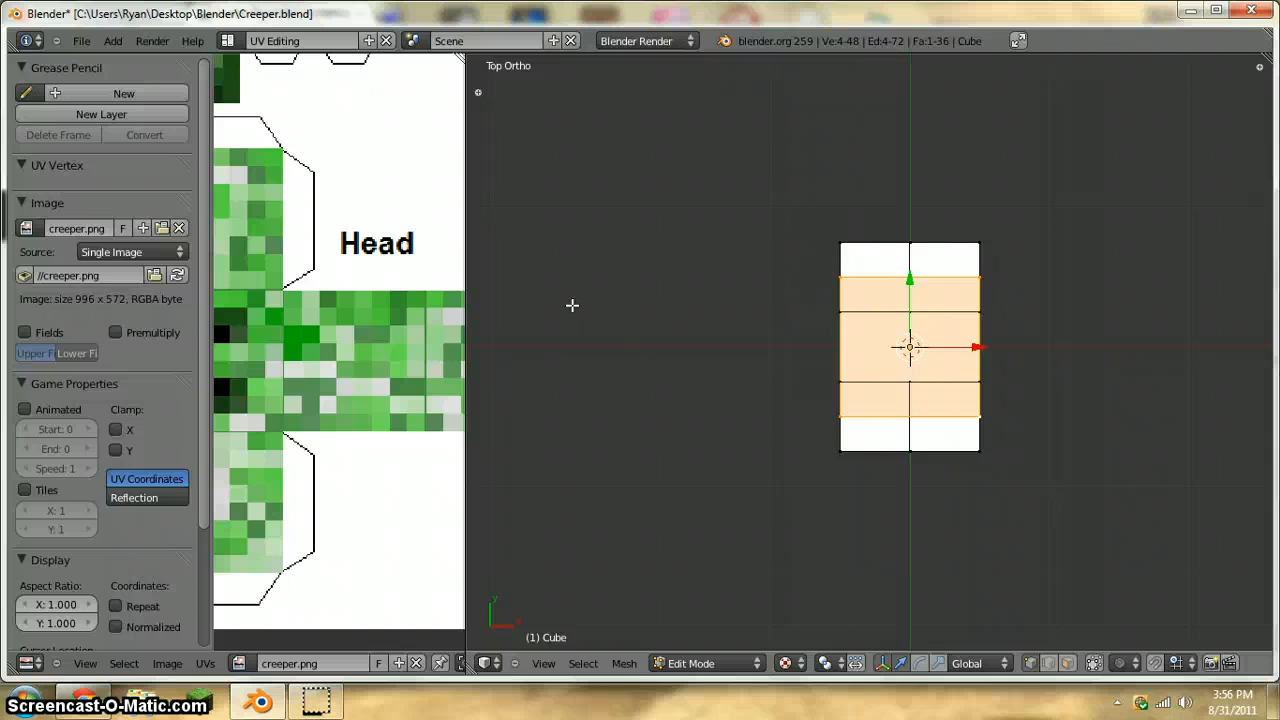 Blender* [C:\Users\Ryan\Desktop\Blender\Creeper.blend]
File Add Render Help UV Editing Scene Blender Render blender.org 259 | Ve:4-48 | Ed:4-72 | Fa:1-36 | Cube
Grease Pencil
New
New Layer
Delete Frame Convert
UV Vertex
Image
creeper.png F
Source: Single Image
//creeper.png
Image: size 996 x 572, RGBA byte
Fields Premultiply
Upper Fi Lower Fi
Game Properties
Animated Clamp:
Start: 0 X
End: 0 Y
Speed: 1
UV Coordinates
Tiles Reflection
X: 1
Y: 1
Display
Aspect Ratio: Coordinates:
X: 1.000 Repeat
Y: 1.000 Normalized
Head
Top Ortho
y
(1) Cube
View Select Image UVs creeper.png F
View Select Mesh Edit Mode Global
Screencast-O-Matic.com
3:56 PM
8/31/2011